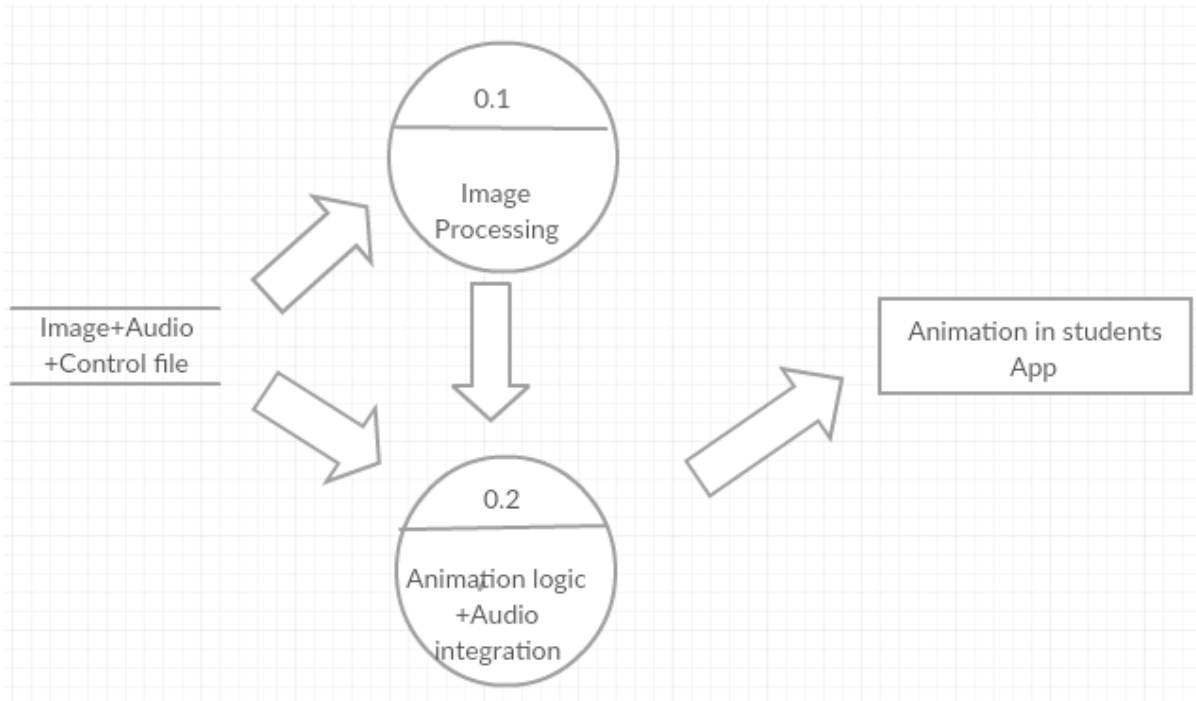 0.1
Image
Processing
Image+Audio
+Control file
Animation in students
App
0.2
Animation logic
+Audio
integration